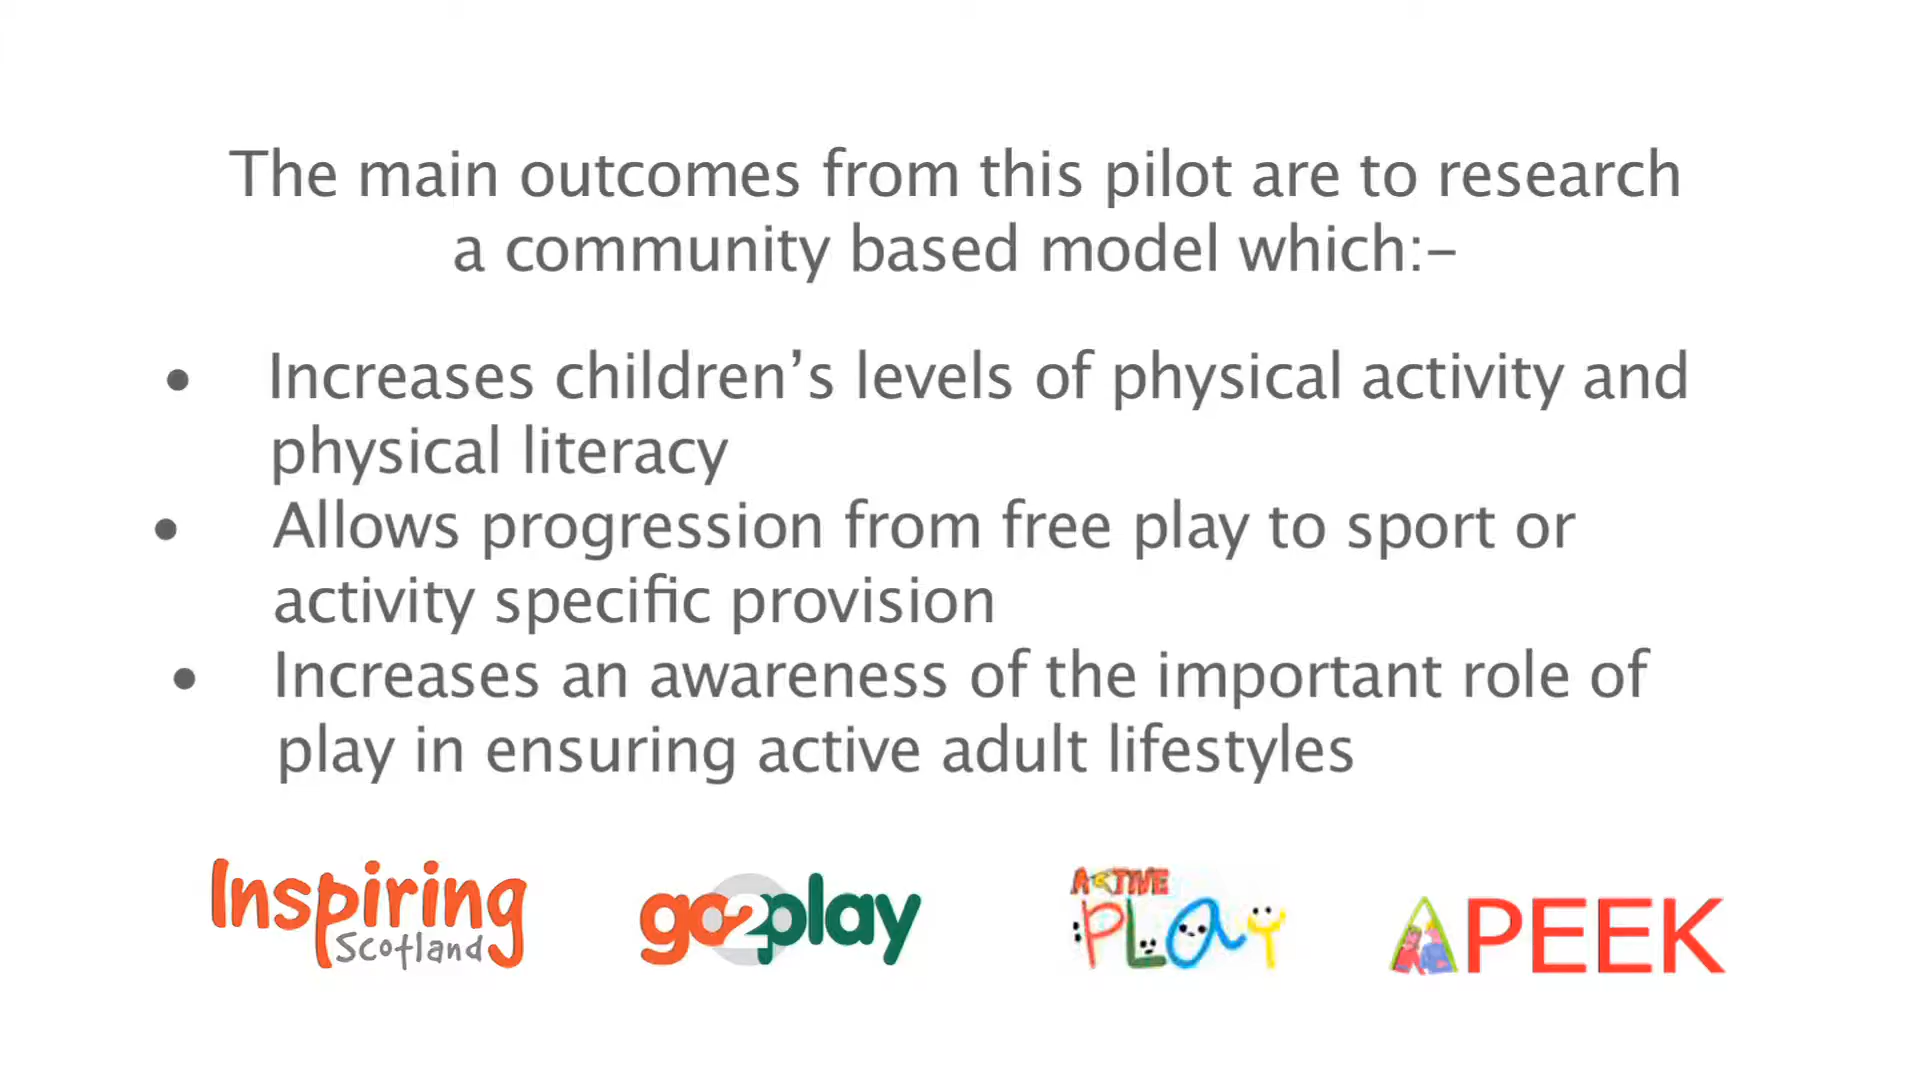 The main outcomes from this pilot are to research
a community based model which:–
• Increases children’s levels of physical activity and
physical literacy
• Allows progression from free play to sport or
activity specific provision
• Increases an awareness of the important role of
play in ensuring active adult lifestyles
Inspiring
Scotland
go2play
ACTIVE
PLAY
PEEK